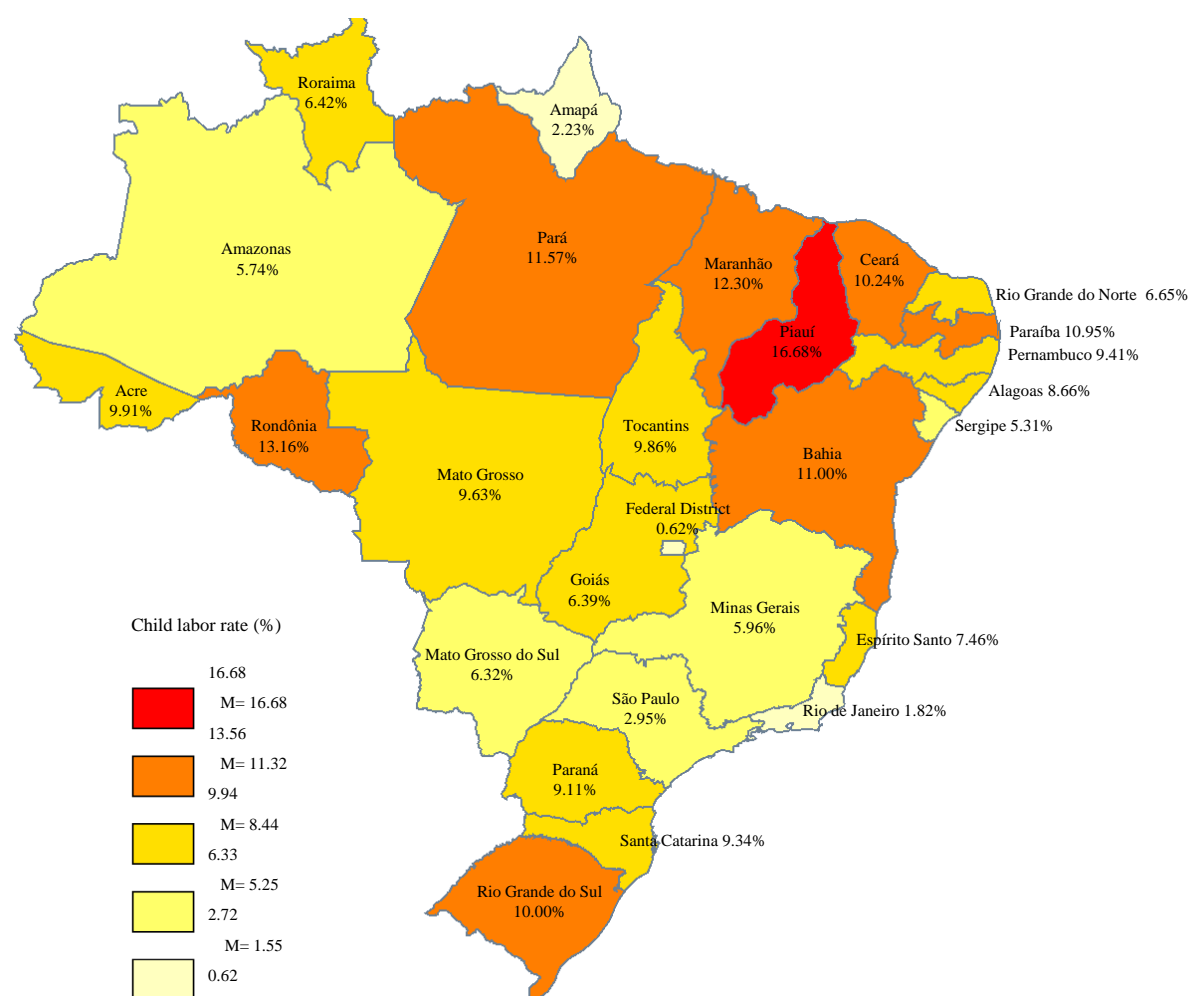 Roraima
6.42%
Amapá
2.23%
Amazonas
5.74%
Pará
11.57%
Maranhão
12.30%
Ceará
10.24%
Rio Grande do Norte 6.65%
Piauí
16.68%
Paraíba 10.95%
Pernambuco 9.41%
Acre
9.91%
Alagoas 8.66%
Rondônia
13.16%
Tocantins
9.86%
Sergipe 5.31%
Mato Grosso
9.63%
Bahia
11.00%
Federal District
0.62%
Goiás
6.39%
Minas Gerais
5.96%
Espírito Santo 7.46%
Mato Grosso do Sul
6.32%
São Paulo
2.95%
Rio de Janeiro 1.82%
Paraná
9.11%
Santa Catarina 9.34%
Rio Grande do Sul
10.00%
Child labor rate (%)
16.68
M= 16.68
13.56
M= 11.32
9.94
M= 8.44
6.33
M= 5.25
2.72
M= 1.55
0.62